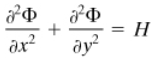 ∂²Φ/∂x² + ∂²Φ/∂y² = H